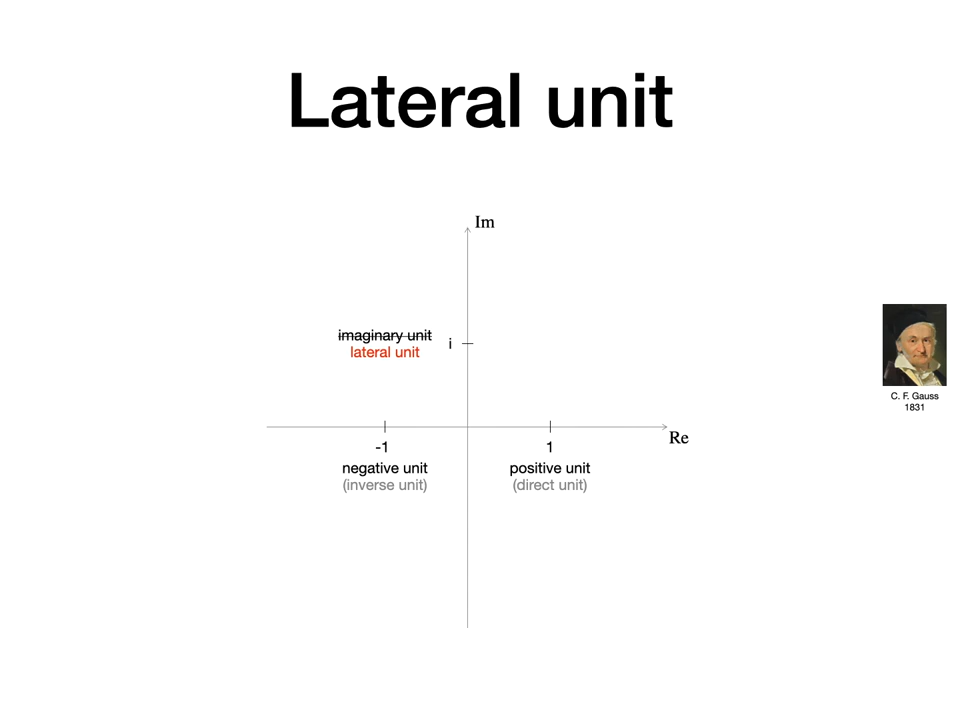 Lateral unit
Im
imaginary unit
lateral unit
i
C. F. Gauss
1831
Re
-1
1
negative unit
positive unit
(inverse unit)
(direct unit)